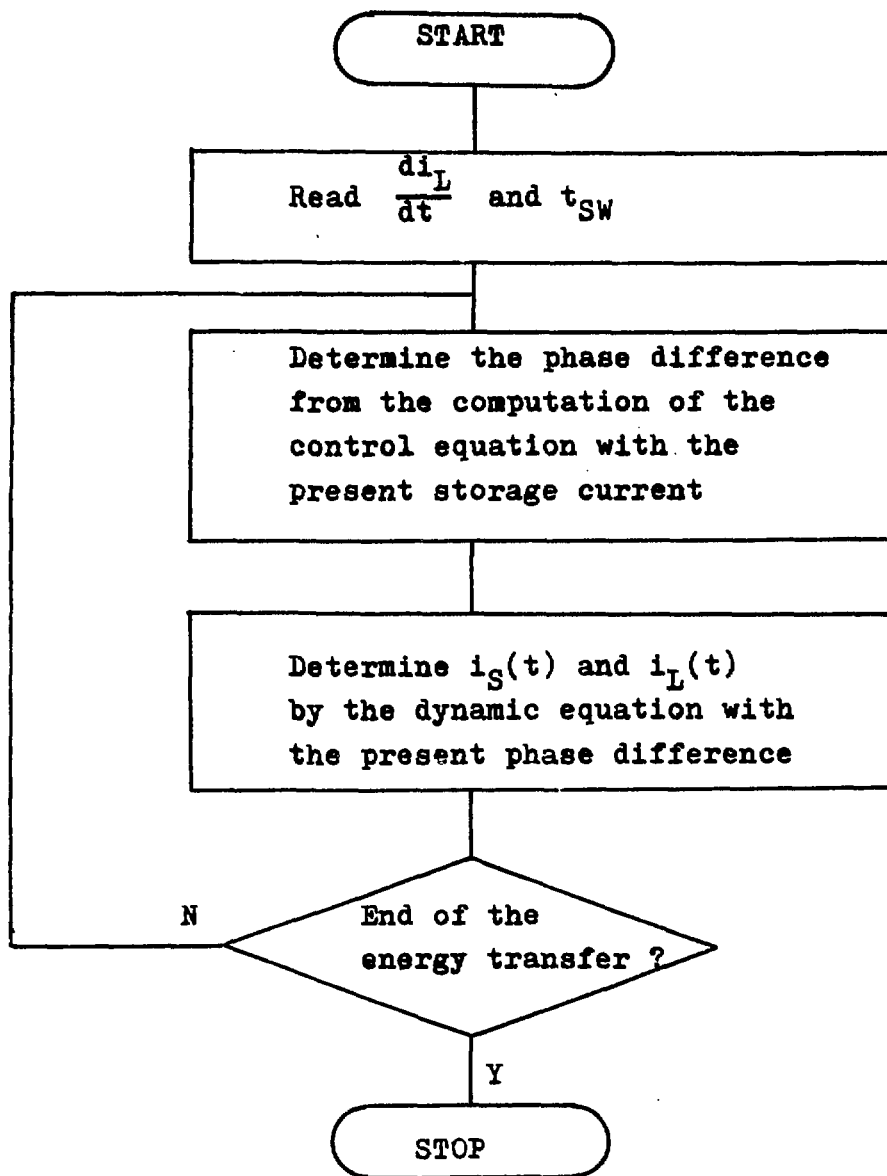 START
Read di_L/dt and t_SW
Determine the phase difference
from the computation of the
control equation with the
present storage current
Determine i_S(t) and i_L(t)
by the dynamic equation with
the present phase difference
N
End of the
energy transfer ?
Y
STOP